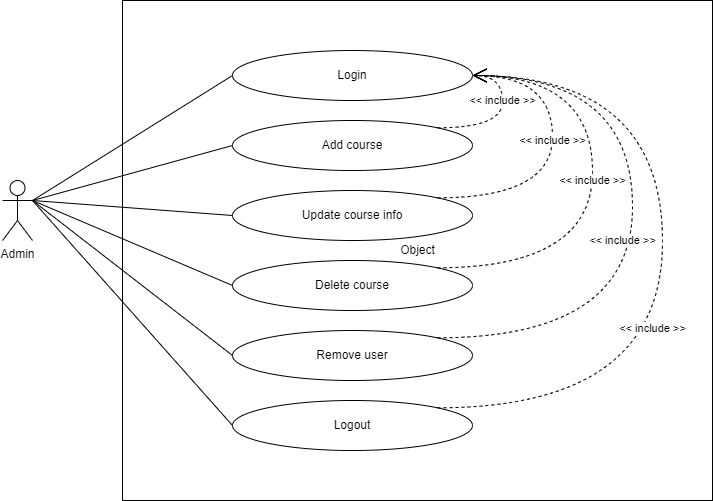 Login
<< include >>
Add course
<< include >>
<< include >>
Update course info
Admin
Object
<< include >>
Delete course
<< include >>
Remove user
Logout